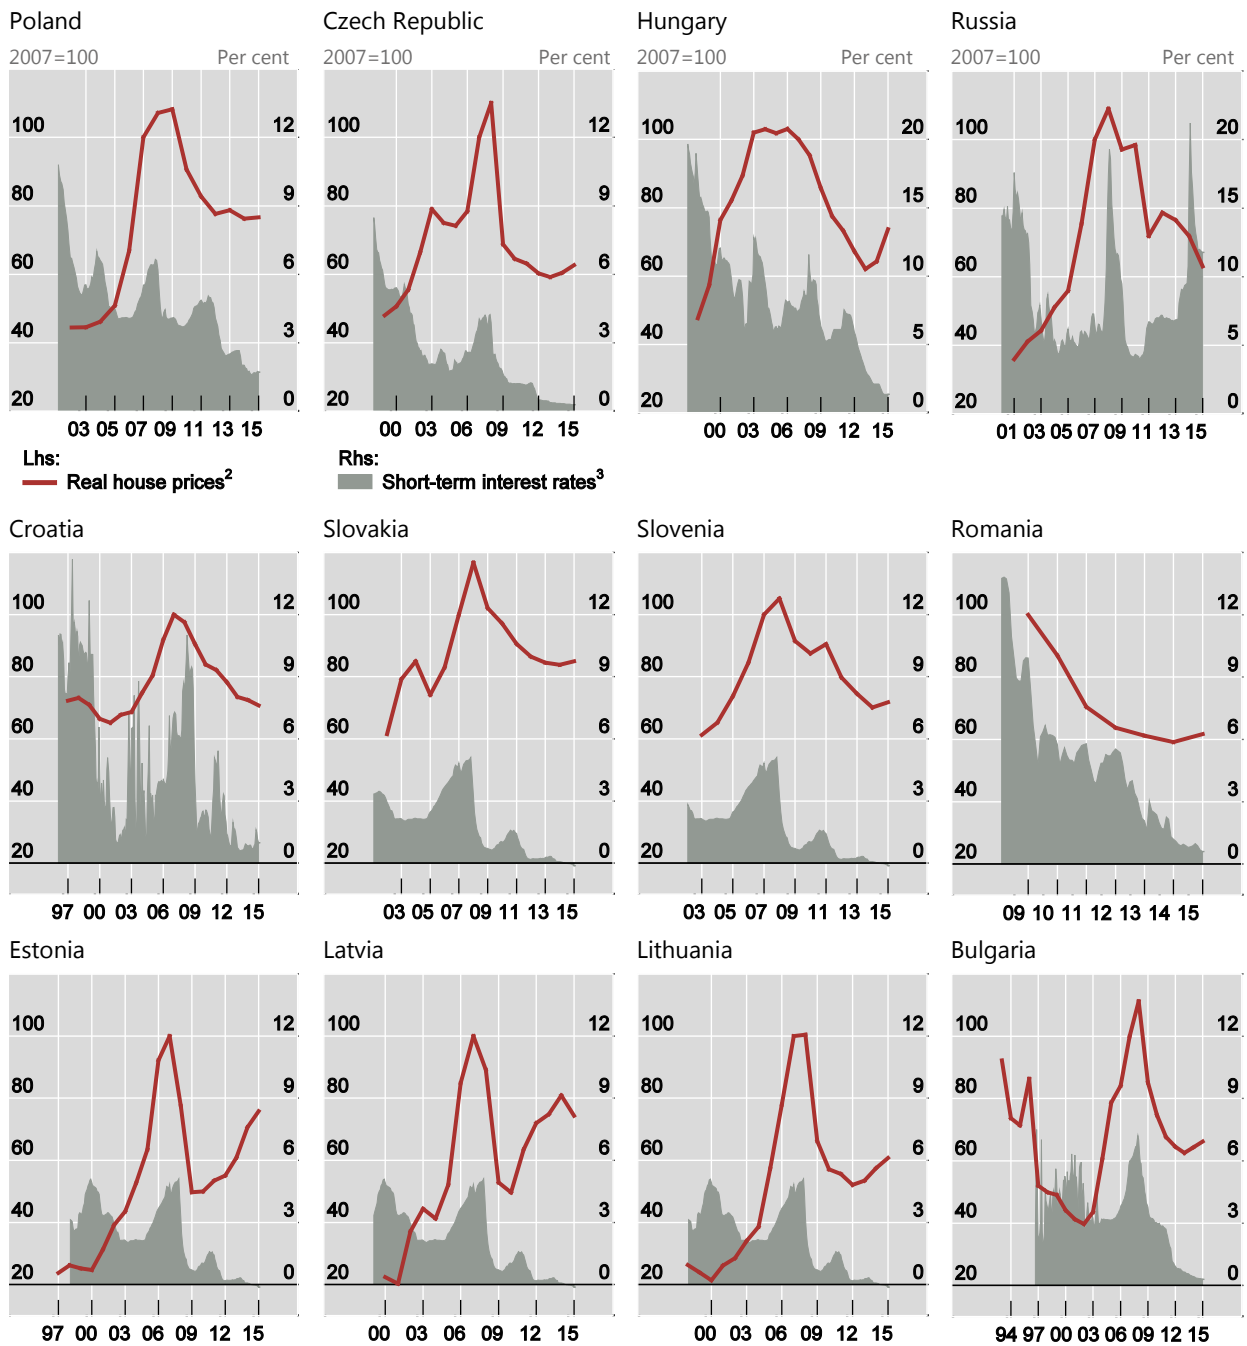 Poland Czech Republic Hungary Russia
2007=100 Per cent 2007=100 Per cent 2007=100 Per cent 2007=100 Per cent
100 12 100 12 100 20 100 20
80 9 80 9 80 15 80 15
60 6 60 6 60 10 60 10
40 3 40 3 40 5 40 5
20 0 20 0 20 0 20 0
03 05 07 09 11 13 15 00 03 06 09 12 15 00 03 06 09 12 15 01 03 05 07 09 11 13 15
Lhs: Rhs:
Real house prices² Short-term interest rates³
Croatia Slovakia Slovenia Romania
100 12 100 12 100 12 100 12
80 9 80 9 80 9 80 9
60 6 60 6 60 6 60 6
40 3 40 3 40 3 40 3
20 0 20 0 20 0 20 0
97 00 03 06 09 12 15 03 05 07 09 11 13 15 03 05 07 09 11 13 15 09 10 11 12 13 14 15
Estonia Latvia Lithuania Bulgaria
100 12 100 12 100 12 100 12
80 9 80 9 80 9 80 9
60 6 60 6 60 6 60 6
40 3 40 3 40 3 40 3
20 0 20 0 20 0 20 0
97 00 03 06 09 12 15 00 03 06 09 12 15 00 03 06 09 12 15 94 97 00 03 06 09 12 15